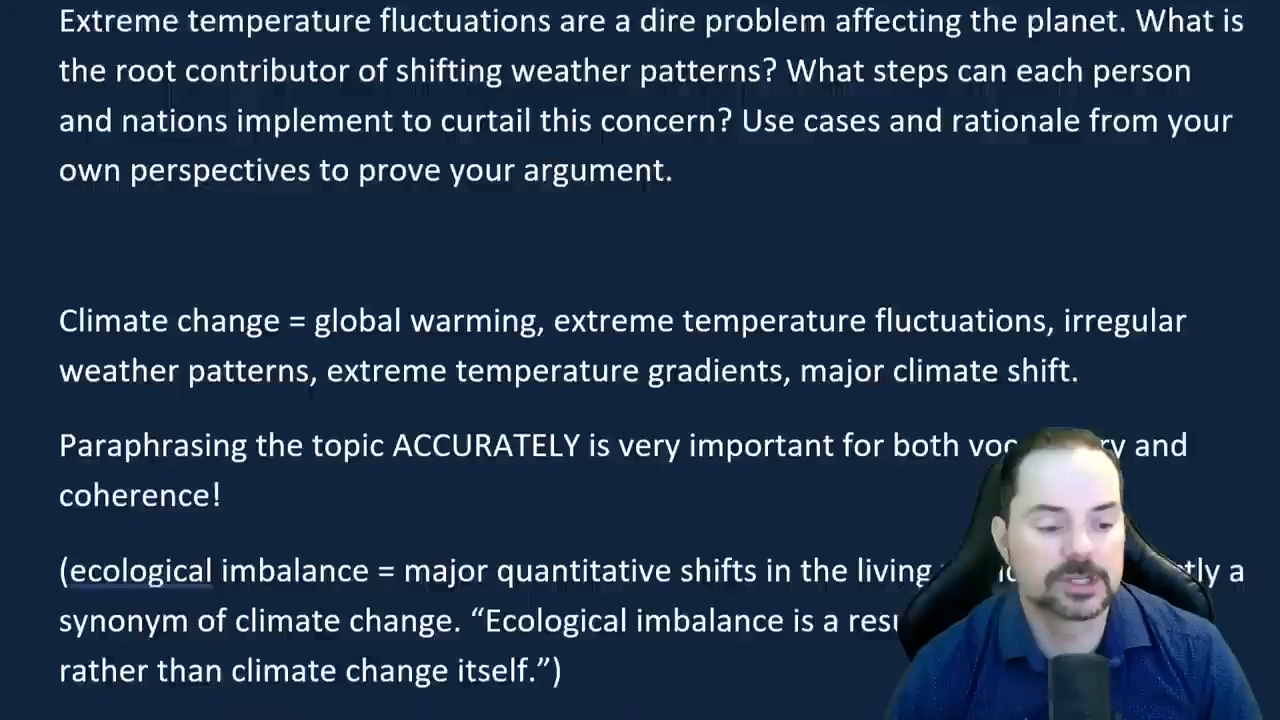 Extreme temperature fluctuations are a dire problem affecting the planet. What is
the root contributor of shifting weather patterns? What steps can each person
and nations implement to curtail this concern? Use cases and rationale from your
own perspectives to prove your argument.
Climate change = global warming, extreme temperature fluctuations, irregular
weather patterns, extreme temperature gradients, major climate shift.
Paraphrasing the topic ACCURATELY is very important for both and
coherence!
(ecological imbalance = major quantitative shifts in the living a
synonym of climate change. “Ecological imbalance is a
rather than climate change itself.”)